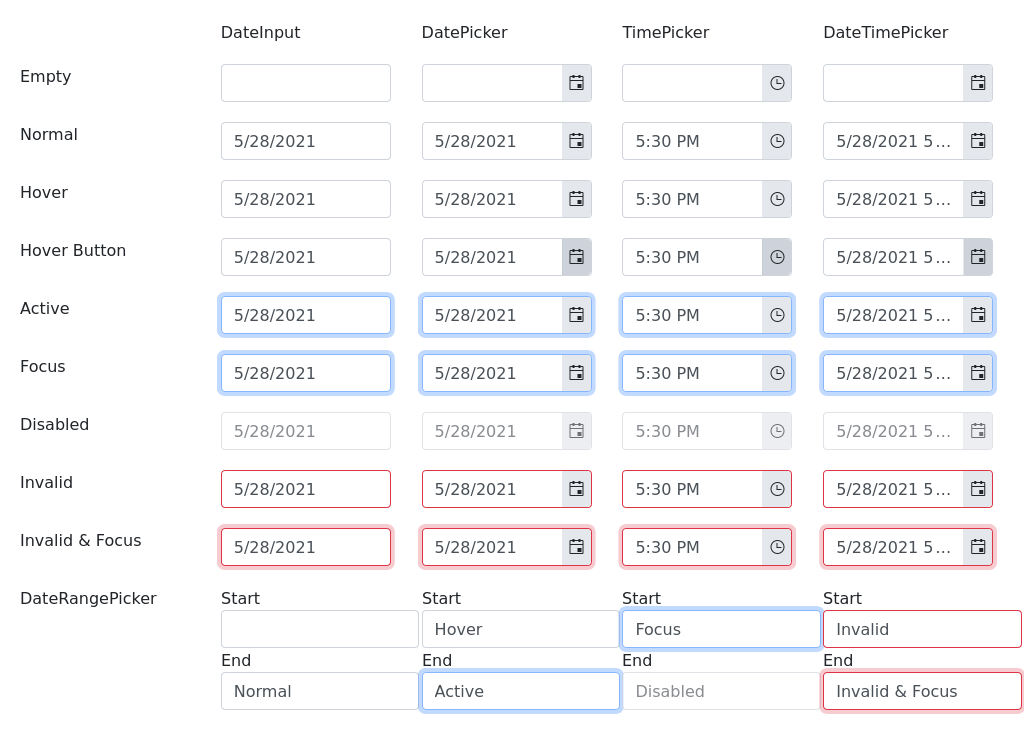 DateInput DatePicker TimePicker DateTimePicker
Empty
Normal 5/28/2021 5/28/2021 5:30 PM 5/28/2021 5…
Hover 5/28/2021 5/28/2021 5:30 PM 5/28/2021 5…
Hover Button 5/28/2021 5/28/2021 5:30 PM 5/28/2021 5…
Active 5/28/2021 5/28/2021 5:30 PM 5/28/2021 5…
Focus 5/28/2021 5/28/2021 5:30 PM 5/28/2021 5…
Disabled 5/28/2021 5/28/2021 5:30 PM 5/28/2021 5…
Invalid 5/28/2021 5/28/2021 5:30 PM 5/28/2021 5…
Invalid & Focus 5/28/2021 5/28/2021 5:30 PM 5/28/2021 5…
DateRangePicker Start Start Start Start
Hover Focus Invalid
End End End End
Normal Active Disabled Invalid & Focus